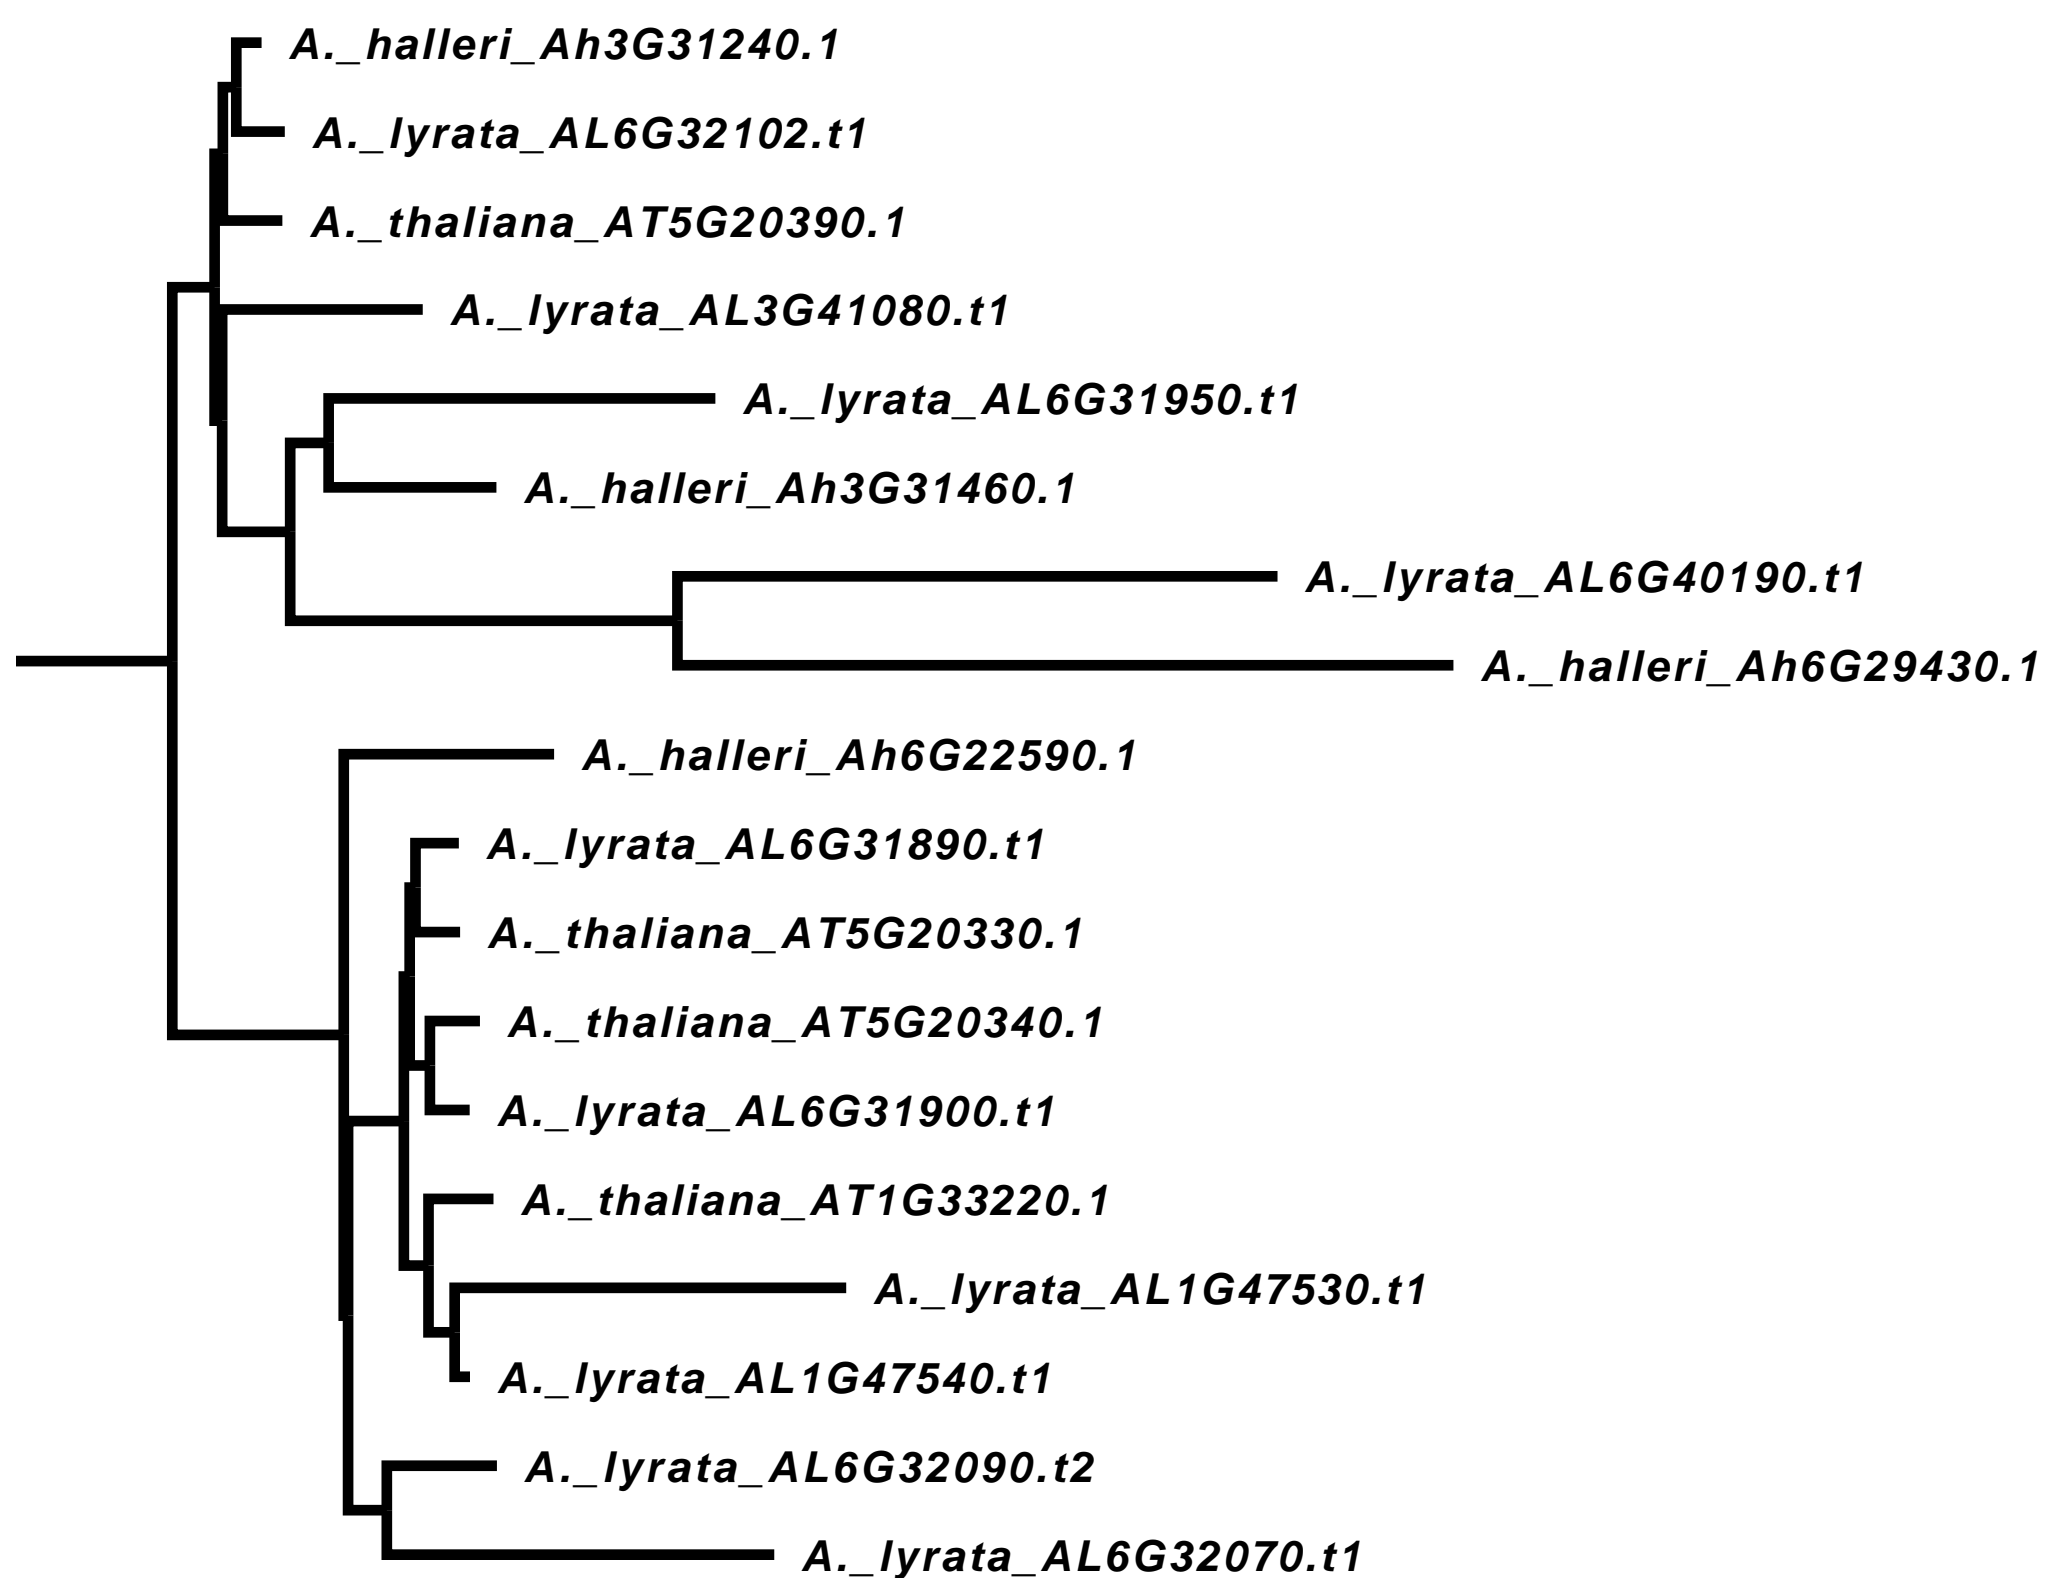 A._halleri_Ah3G31240.1
A._lyrata_AL6G32102.t1
A._thaliana_AT5G20390.1
A._lyrata_AL3G41080.t1
A._lyrata_AL6G31950.t1
A._halleri_Ah3G31460.1
A._lyrata_AL6G40190.t1
A._halleri_Ah6G29430.1
A._halleri_Ah6G22590.1
A._lyrata_AL6G31890.t1
A._thaliana_AT5G20330.1
A._thaliana_AT5G20340.1
A._lyrata_AL6G31900.t1
A._thaliana_AT1G33220.1
A._lyrata_AL1G47530.t1
A._lyrata_AL1G47540.t1
A._lyrata_AL6G32090.t2
A._lyrata_AL6G32070.t1